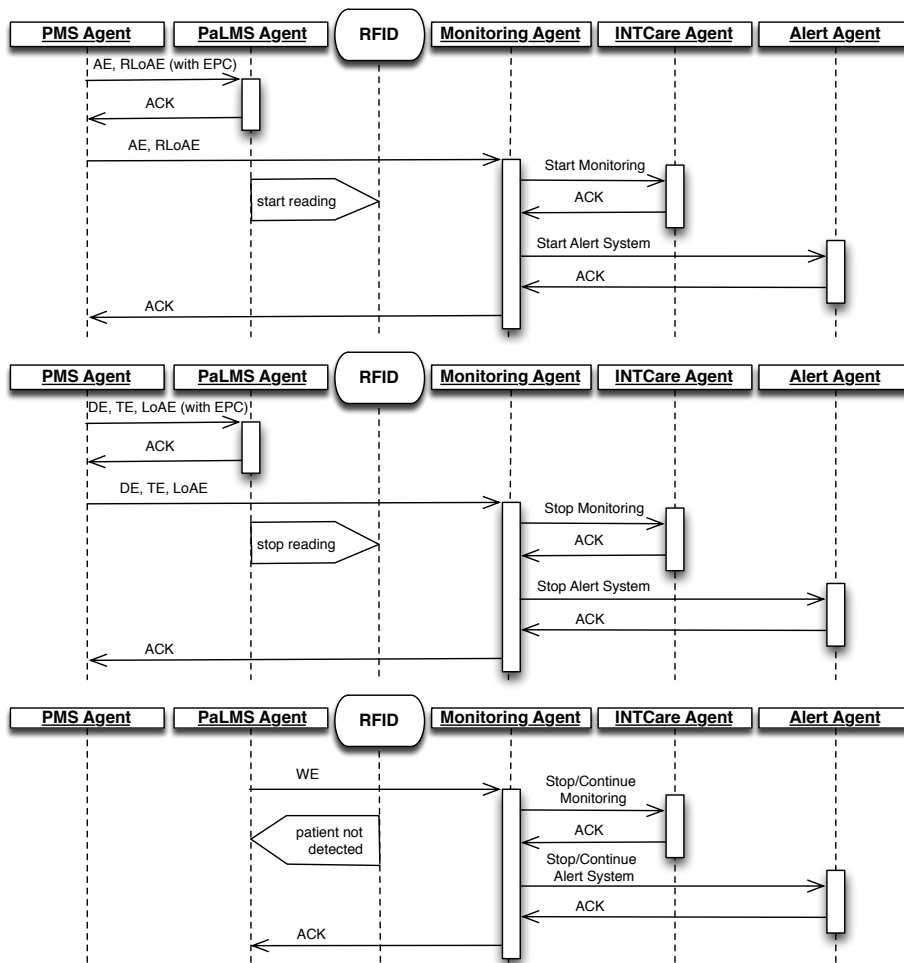 PMS Agent
PaLMS Agent
RFID
Monitoring Agent
INTCare Agent
Alert Agent
AE, RLoAE (with EPC)
ACK
AE, RLoAE
Start Monitoring
start reading
ACK
Start Alert System
ACK
ACK
PMS Agent
PaLMS Agent
RFID
Monitoring Agent
INTCare Agent
Alert Agent
DE, TE, LoAE (with EPC)
ACK
DE, TE, LoAE
Stop Monitoring
stop reading
ACK
Stop Alert System
ACK
ACK
PMS Agent
PaLMS Agent
RFID
Monitoring Agent
INTCare Agent
Alert Agent
WE
Stop/Continue
Monitoring
patient not
detected
ACK
Stop/Continue
Alert System
ACK
ACK